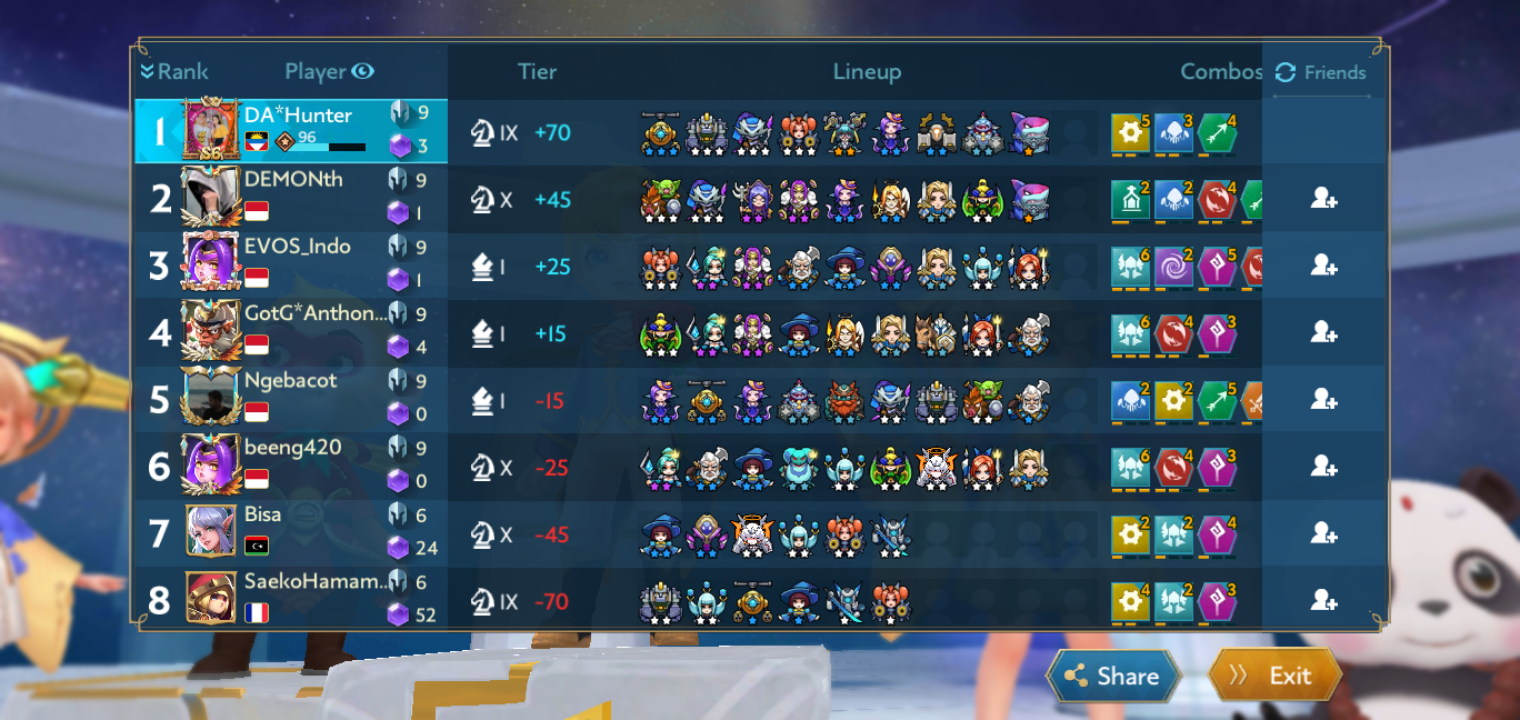 Rank Player Tier Lineup Combos Friends
1 DA*Hunter 9 IX +70 5 3 4
S6 96 3
2 DEMONth 9 X +45 2 2 4
1
3 EVOS_Indo 9 I +25 6 2 5
1
4 GotG*Anthon... 9 I +15 6 4 3
4
5 Ngebacot 9 I -15 2 2 5
0
6 beeng420 9 X -25 6 4 3
0
7 Bisa 6 X -45 2 2 4
24
8 SaekoHamam... 6 IX -70 4 2 3
52
Share Exit